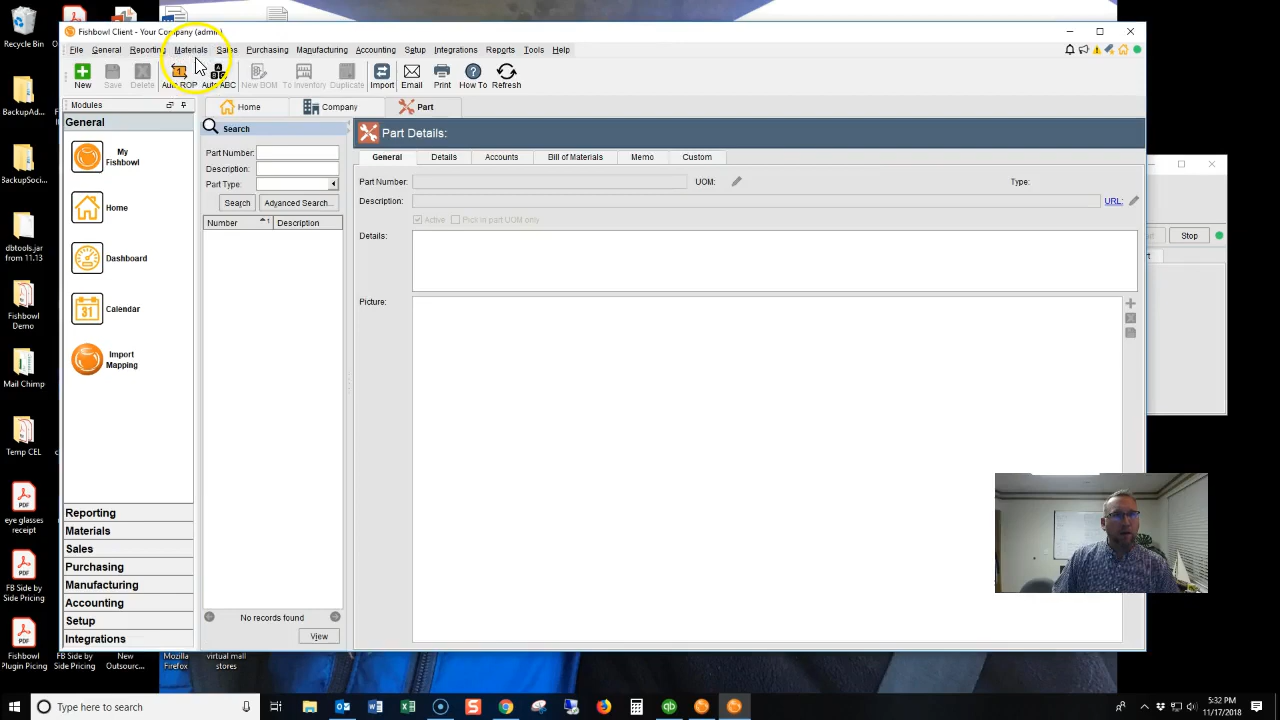 Fishbowl Client - Your Company (admin)
File General Reporting Materials Sales Purchasing Manufacturing Accounting Setup Integrations Reports Tools Help
New Save Delete Auto ROP Auto ABC New BOM To Inventory Duplicate Import Email Print How To Refresh
Modules
Home Company Part
General
My
Fishbowl
Home
Dashboard
31
Calendar
Import
Mapping
Reporting
Materials
Sales
Purchasing
Manufacturing
Accounting
Setup
Integrations
Search
Part Number:
Description:
Part Type:
Search Advanced Search...
Number 1 Description
No records found
View
Part Details:
General Details Accounts Bill of Materials Memo Custom
Part Number: UOM: Type:
Description: URL:
Active Pick in part UOM only
Details:
Picture:
Stop
Recycle Bin
BackupAd...
BackupSoci...
dbtools.jar
from 11.13
Fishbowl
Demo
Mail Chimp
Temp CEL
eye glasses
receipt
FB Side by
Side Pricing
Fishbowl
Plugin Pricing
FB Side by
Side Pricing
New
Outsourc...
Mozilla
Firefox
virtual mall
stores
Type here to search
5:32 PM
11/17/2018